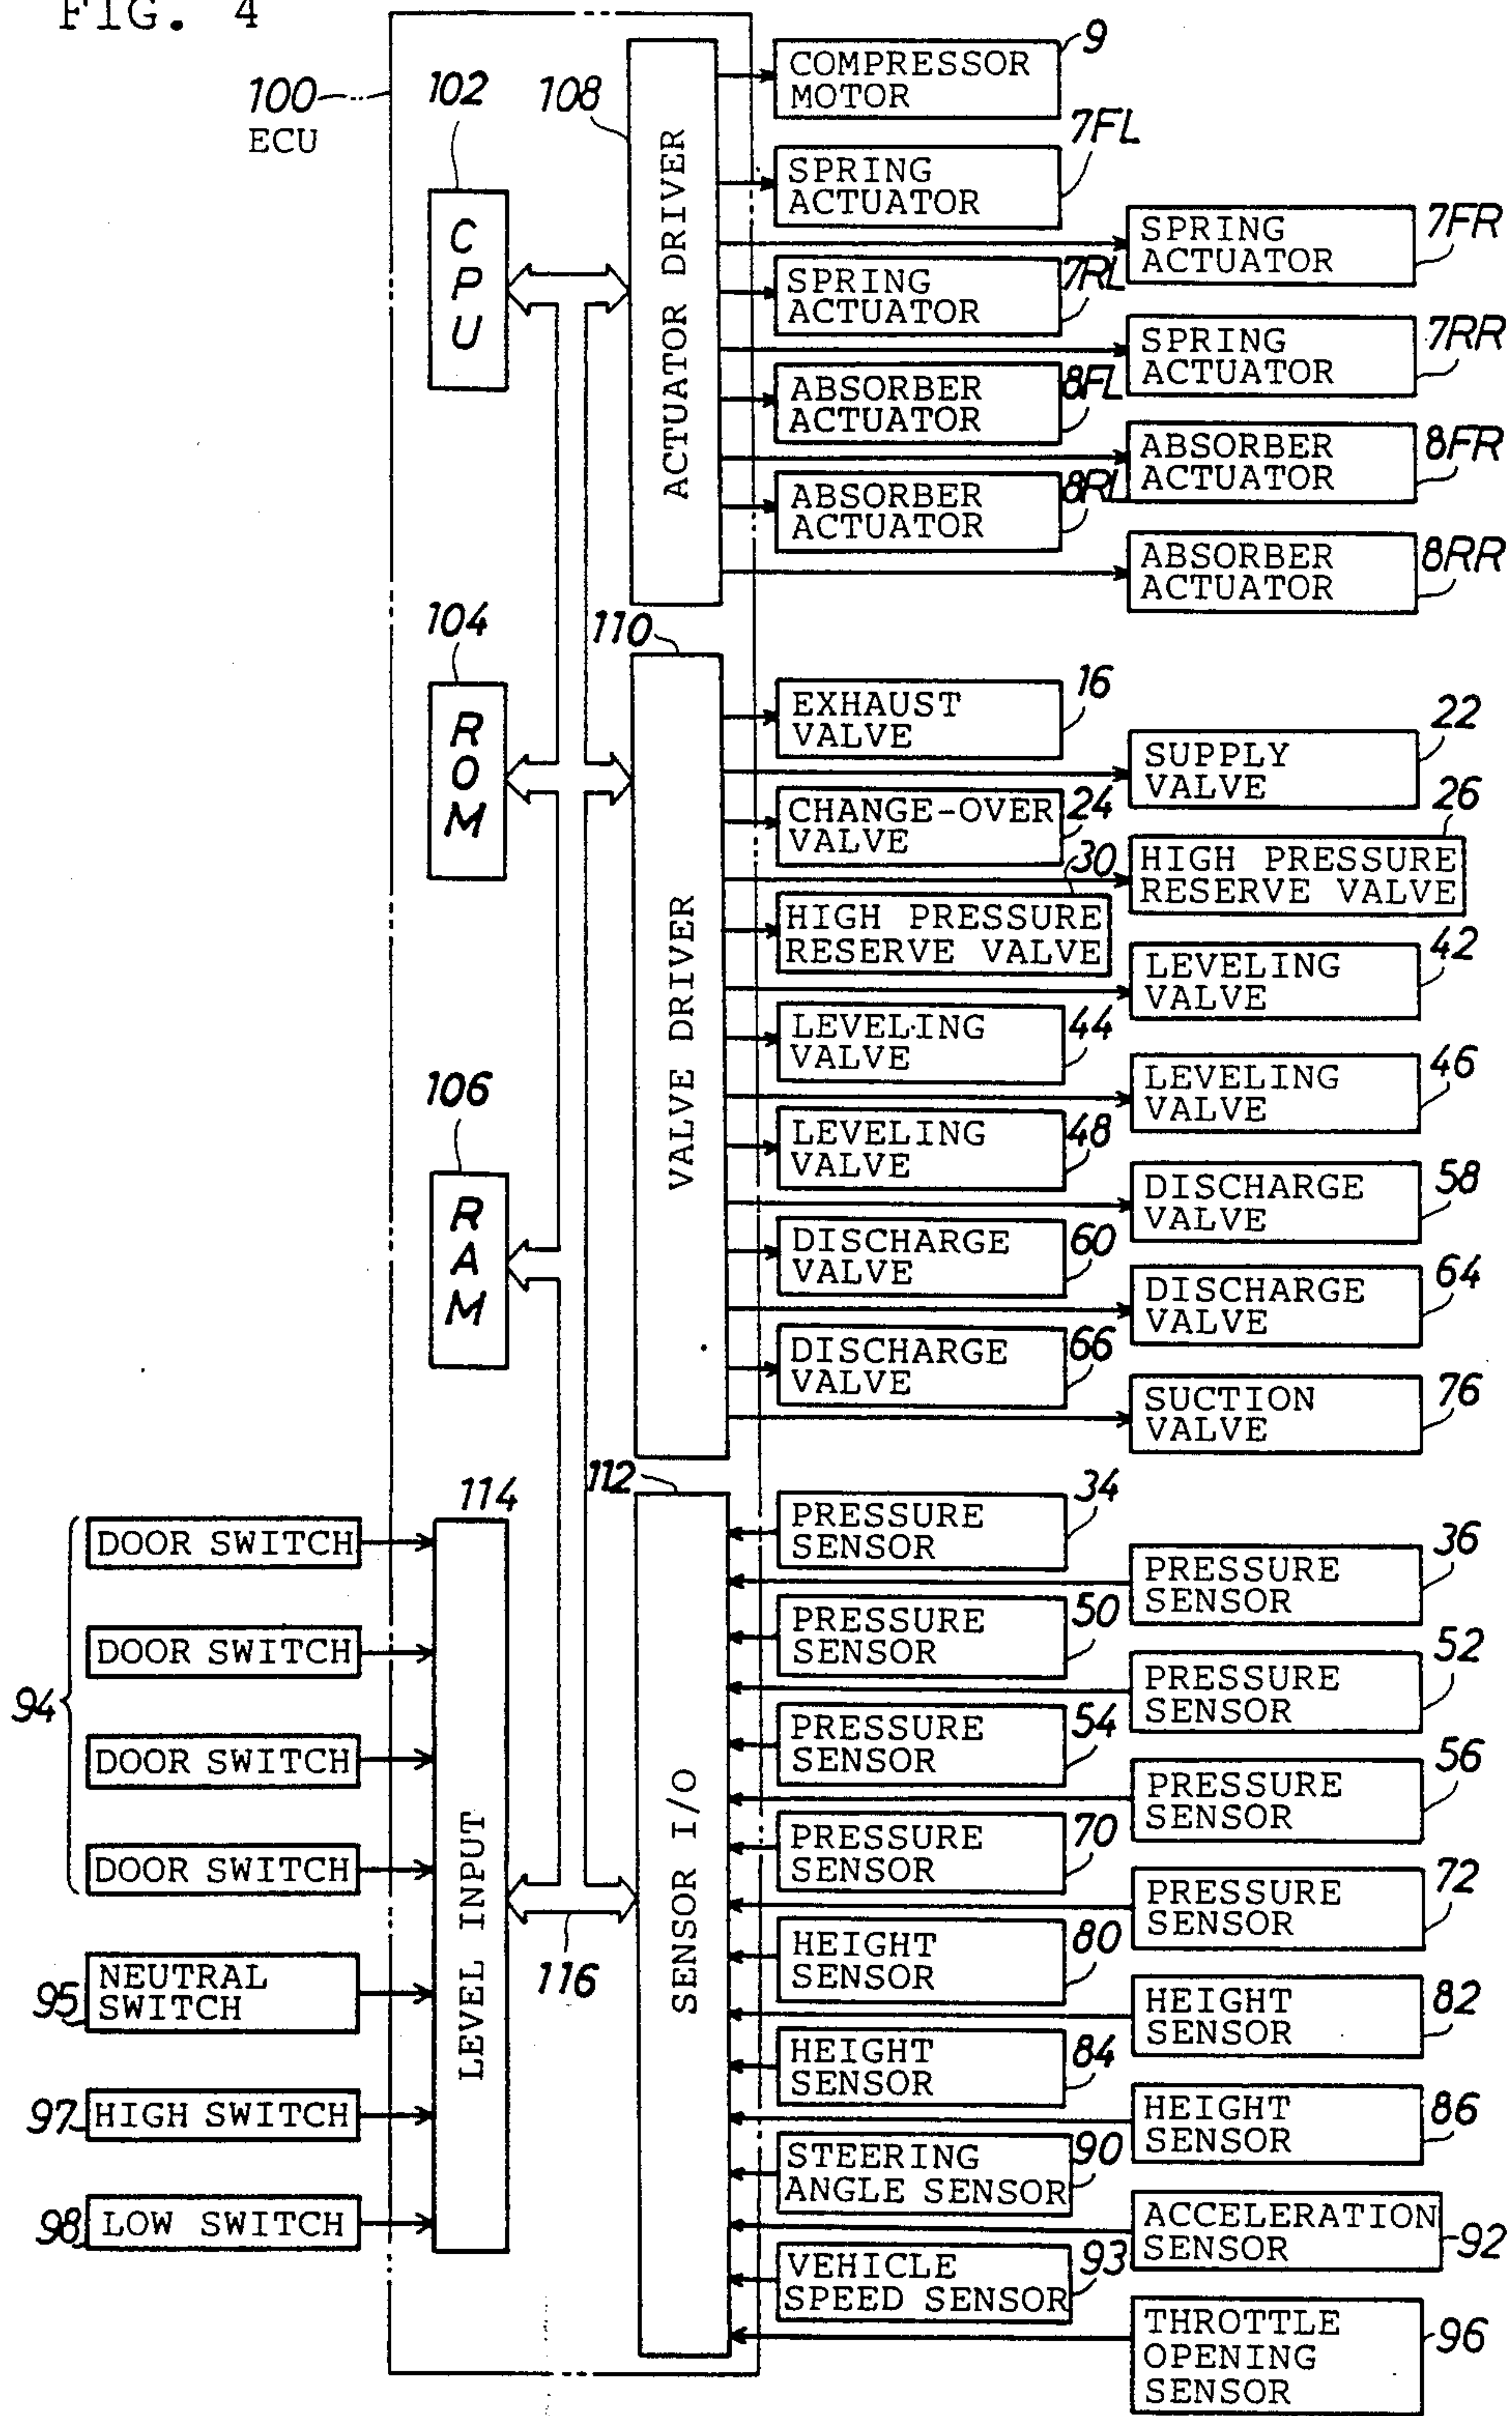 FIG. 4
100
ECU
102
CPU
104
ROM
106
RAM
108
ACTUATOR DRIVER
COMPRESSOR
MOTOR
9
SPRING
ACTUATOR
7FL
SPRING
ACTUATOR
7FR
SPRING
ACTUATOR
7RL
SPRING
ACTUATOR
7RR
ABSORBER
ACTUATOR
8FL
ABSORBER
ACTUATOR
8FR
ABSORBER
ACTUATOR
8RL
ABSORBER
ACTUATOR
8RR
110
VALVE DRIVER
EXHAUST
VALVE
16
SUPPLY
VALVE
22
CHANGE-OVER
VALVE
24
HIGH PRESSURE
RESERVE VALVE
26
HIGH PRESSURE
RESERVE VALVE
30
LEVELING
VALVE
42
LEVELING
VALVE
44
LEVELING
VALVE
46
LEVELING
VALVE
48
DISCHARGE
VALVE
58
DISCHARGE
VALVE
60
DISCHARGE
VALVE
64
DISCHARGE
VALVE
66
SUCTION
VALVE
76
112
SENSOR I/O
PRESSURE
SENSOR
34
PRESSURE
SENSOR
36
PRESSURE
SENSOR
50
PRESSURE
SENSOR
52
PRESSURE
SENSOR
54
PRESSURE
SENSOR
56
PRESSURE
SENSOR
70
PRESSURE
SENSOR
72
HEIGHT
SENSOR
80
HEIGHT
SENSOR
82
HEIGHT
SENSOR
84
HEIGHT
SENSOR
86
STEERING
ANGLE SENSOR
90
ACCELERATION
SENSOR
92
VEHICLE
SPEED SENSOR
93
THROTTLE
OPENING
SENSOR
96
114
LEVEL INPUT
116
94
DOOR SWITCH
DOOR SWITCH
DOOR SWITCH
DOOR SWITCH
95
NEUTRAL
SWITCH
97
HIGH SWITCH
98
LOW SWITCH